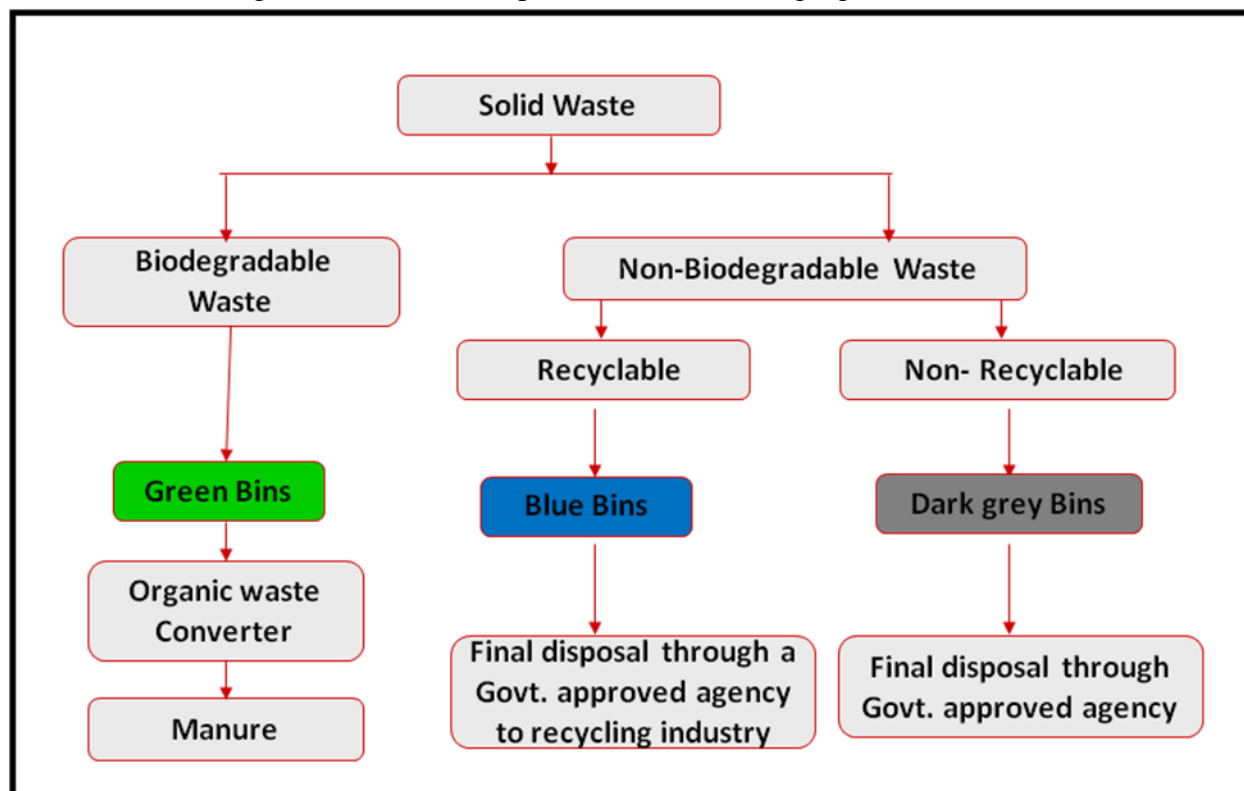 Solid Waste
Biodegradable
Waste
Non-Biodegradable Waste
Recyclable
Non- Recyclable
Green Bins
Blue Bins
Dark grey Bins
Organic waste
Converter
Final disposal through a
Govt. approved agency
to recycling industry
Final disposal through
Govt. approved agency
Manure